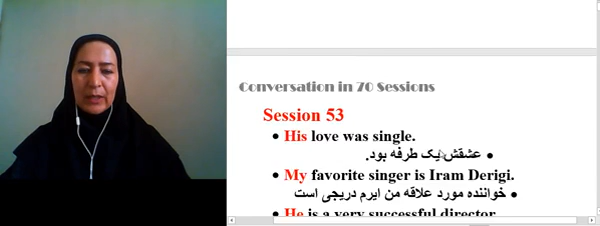 Conversation in 70 Sessions
Session 53
• His love was single.
• عشقش یک طرفه بود.
• My favorite singer is Iram Derigi.
• خواننده مورد علاقه من ایرم دریجی است
• He is a very successful director